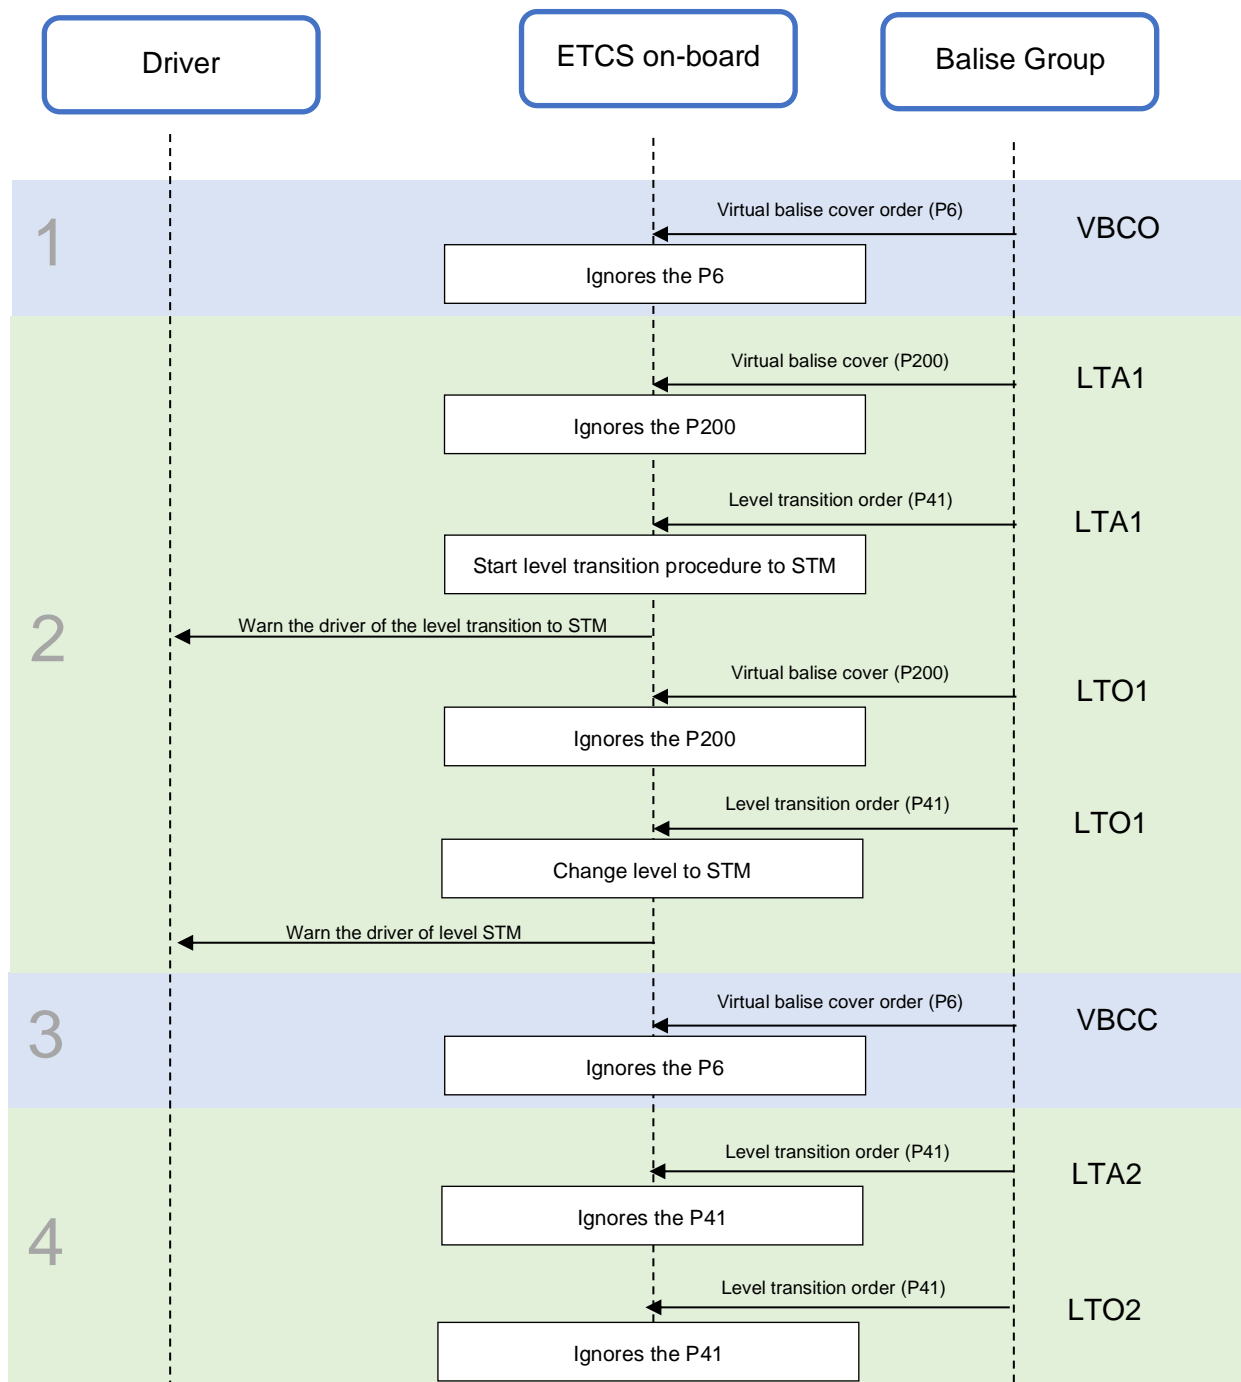 Driver
ETCS on-board
Balise Group
1
Virtual balise cover order (P6)
VBCO
Ignores the P6
2
Virtual balise cover (P200)
LTA1
Ignores the P200
Level transition order (P41)
LTA1
Start level transition procedure to STM
Warn the driver of the level transition to STM
Virtual balise cover (P200)
LTO1
Ignores the P200
Level transition order (P41)
LTO1
Change level to STM
Warn the driver of level STM
3
Virtual balise cover order (P6)
VBCC
Ignores the P6
4
Level transition order (P41)
LTA2
Ignores the P41
Level transition order (P41)
LTO2
Ignores the P41